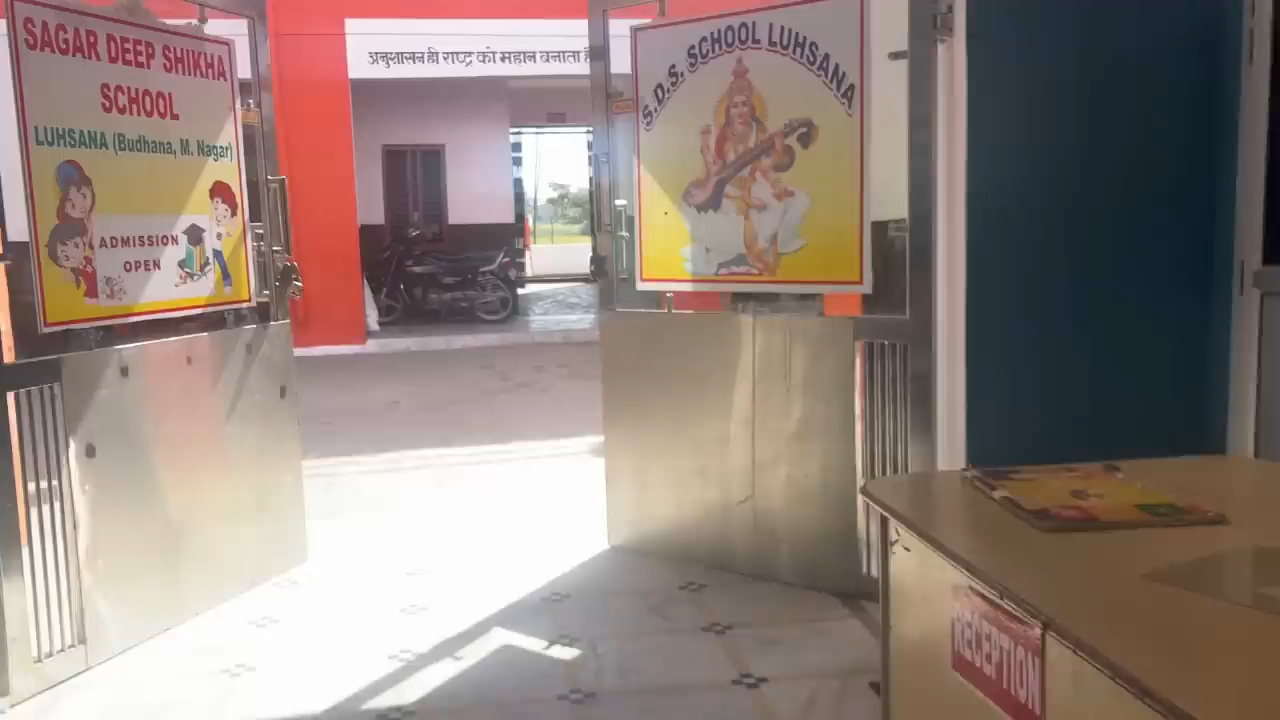 SAGAR DEEP SHIKHA
SCHOOL
LUHSANA (Budhana, M. Nagar)
ADMISSION
OPEN
अनुशासन ही राष्ट्र को महान बनाता है
S.D.S. SCHOOL LUHSANA
RECEPTION